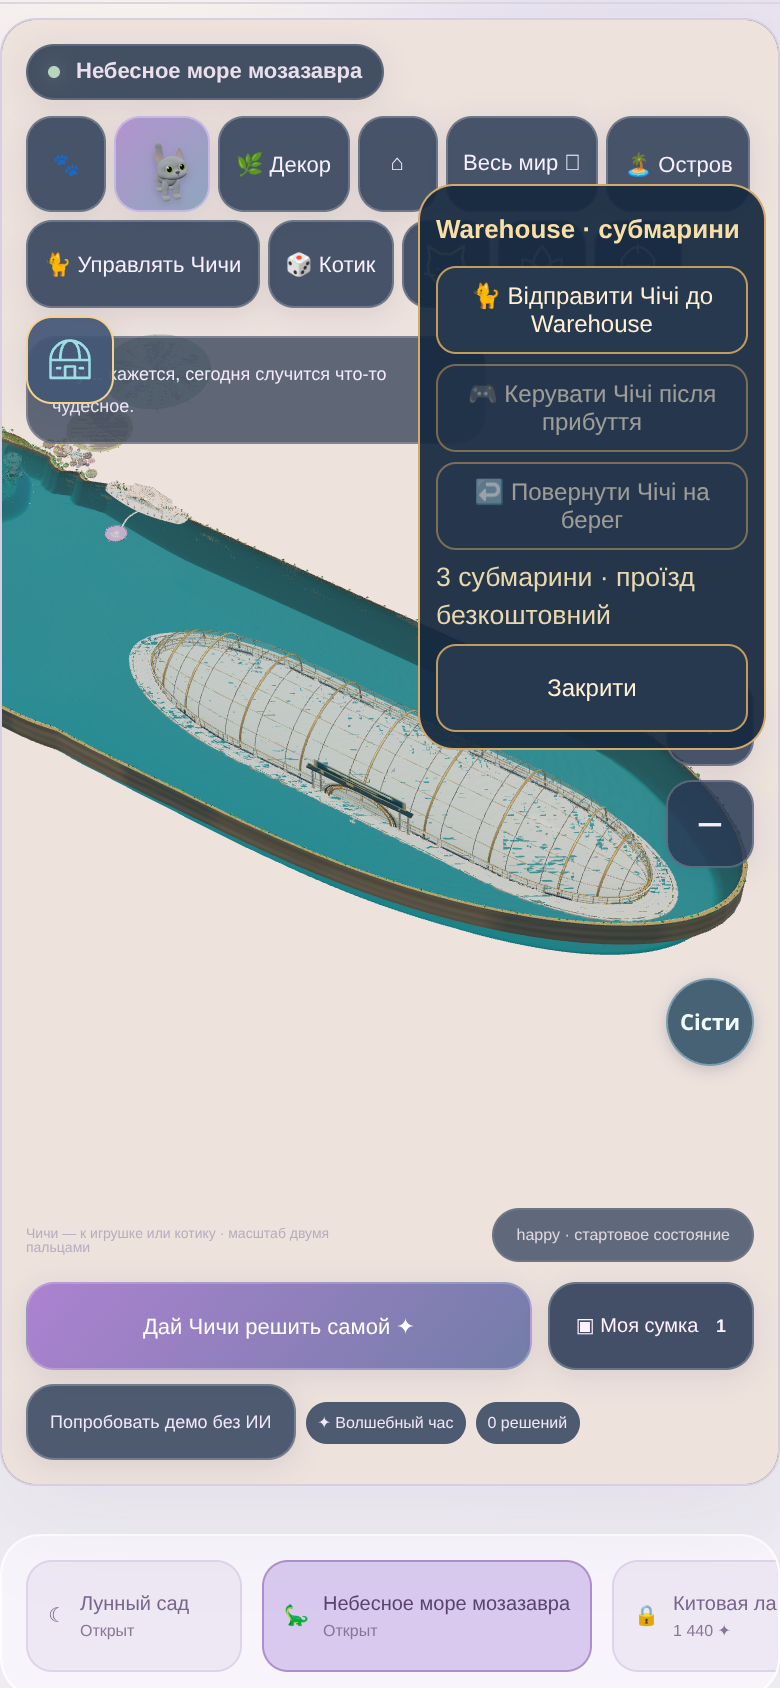 Небесное море мозазавра
Декор
Весь мир
Остров
Управлять Чичи
Котик
Warehouse · субмарини
Відправити Чічі до
Warehouse
Керувати Чічі після
прибуття
Повернути Чічі на
берег
3 субмарини · проїзд
безкоштовний
Закрити
кажется, сегодня случится что-то
чудесное.
Сісти
Чичи — к игрушке или котику · масштаб двумя
пальцами
happy · стартовое состояние
Дай Чичи решить самой ✦
Моя сумка 1
Попробовать демо без ИИ
✦ Волшебный час
0 решений
Лунный сад
Открыт
Небесное море мозазавра
Открыт
Китовая ла
1 440 ✦